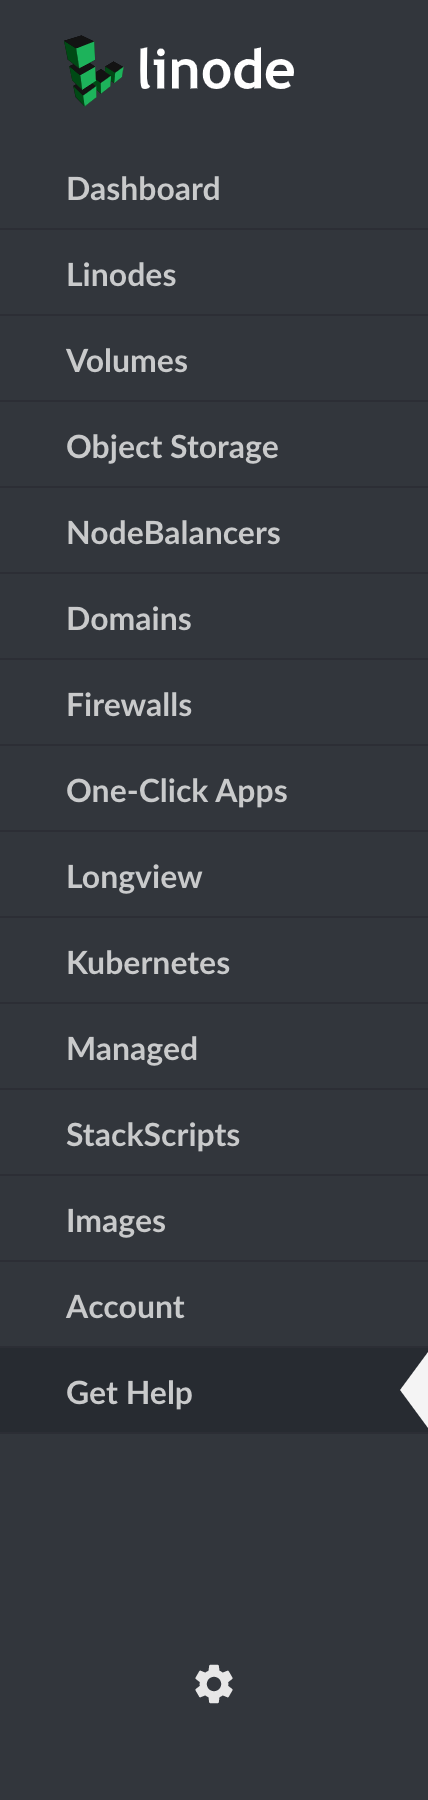 linode
Dashboard
Linodes
Volumes
Object Storage
NodeBalancers
Domains
Firewalls
One-Click Apps
Longview
Kubernetes
Managed
StackScripts
Images
Account
Get Help